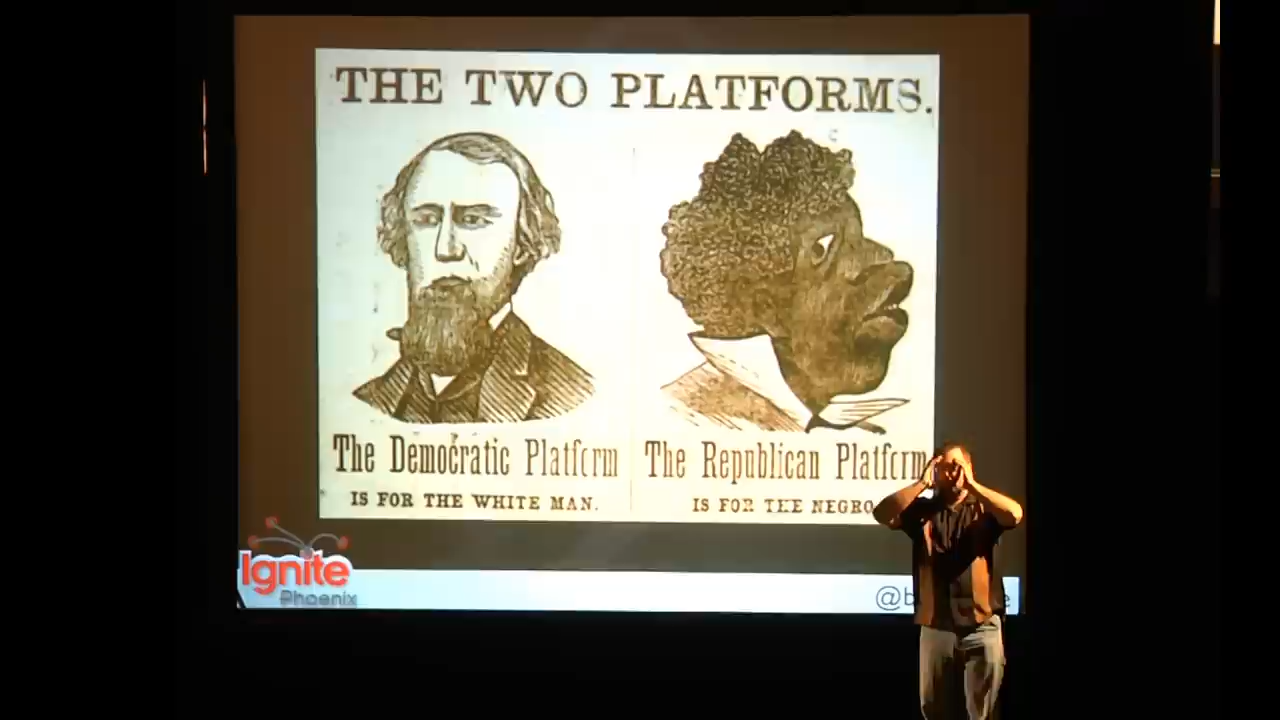 THE TWO PLATFORMS.
The Democratic Platform
IS FOR THE WHITE MAN.
The Republican Platform
IS FOR THE NEGRO
Ignite
Phoenix